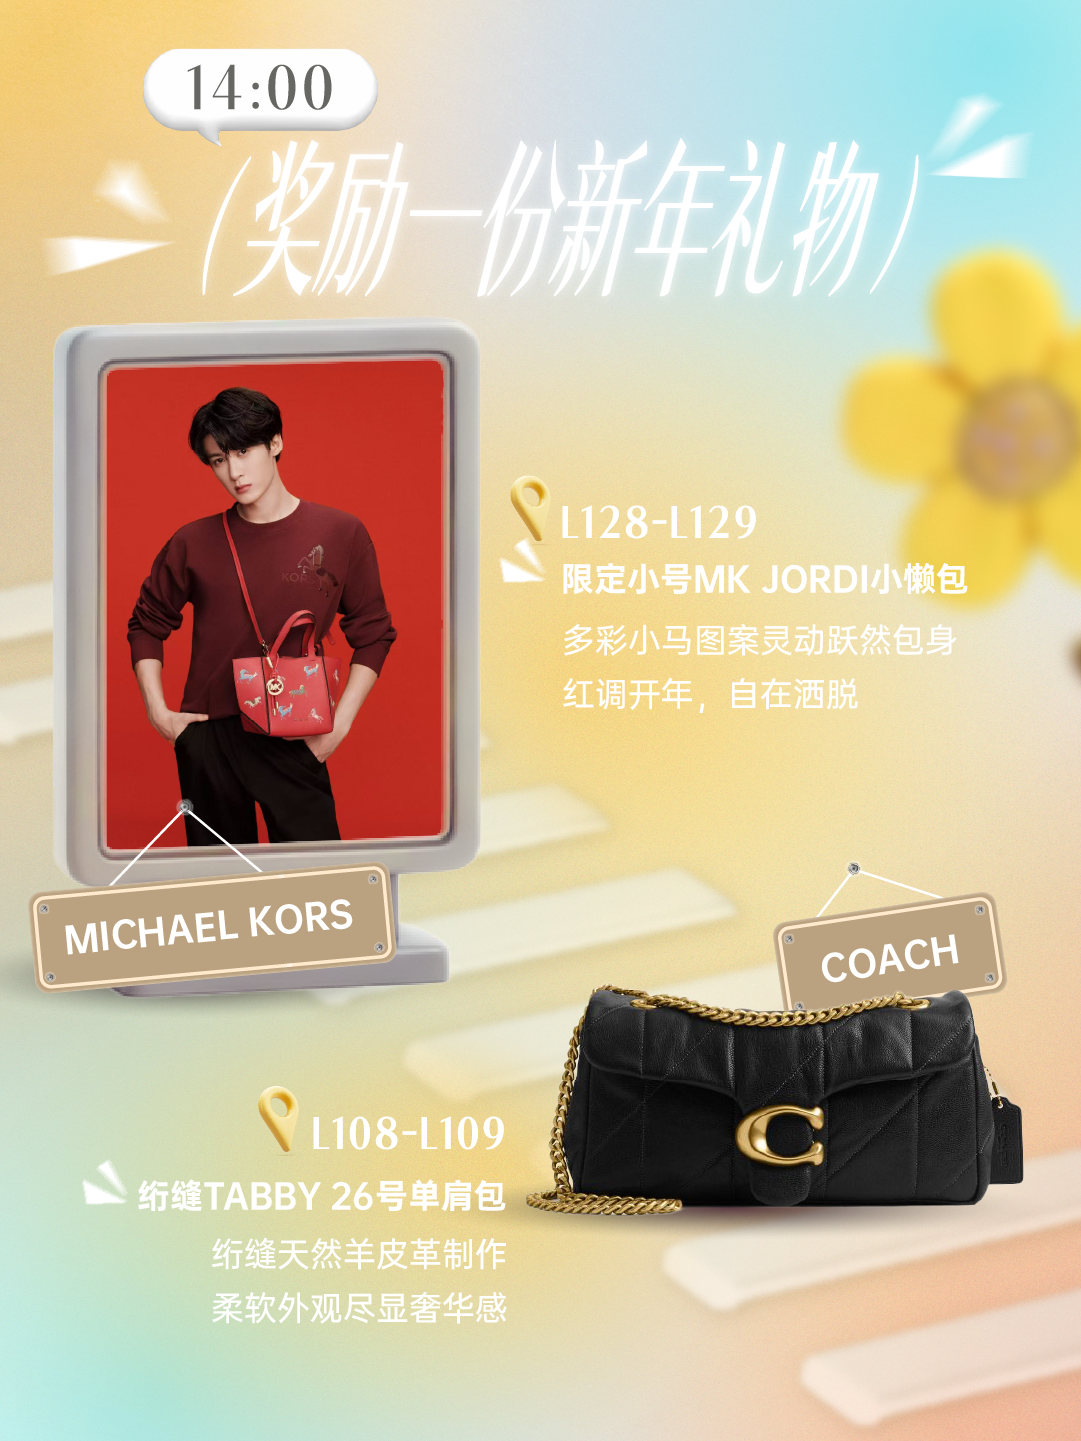 14:00
（奖励一份新年礼物）
L128-L129
限定小号MK JORDI小懒包
多彩小马图案灵动跃然包身
红调开年，自在洒脱
KORS
MK
MICHAEL KORS
COACH
L108-L109
绗缝TABBY 26号单肩包
绗缝天然羊皮革制作
柔软外观尽显奢华感